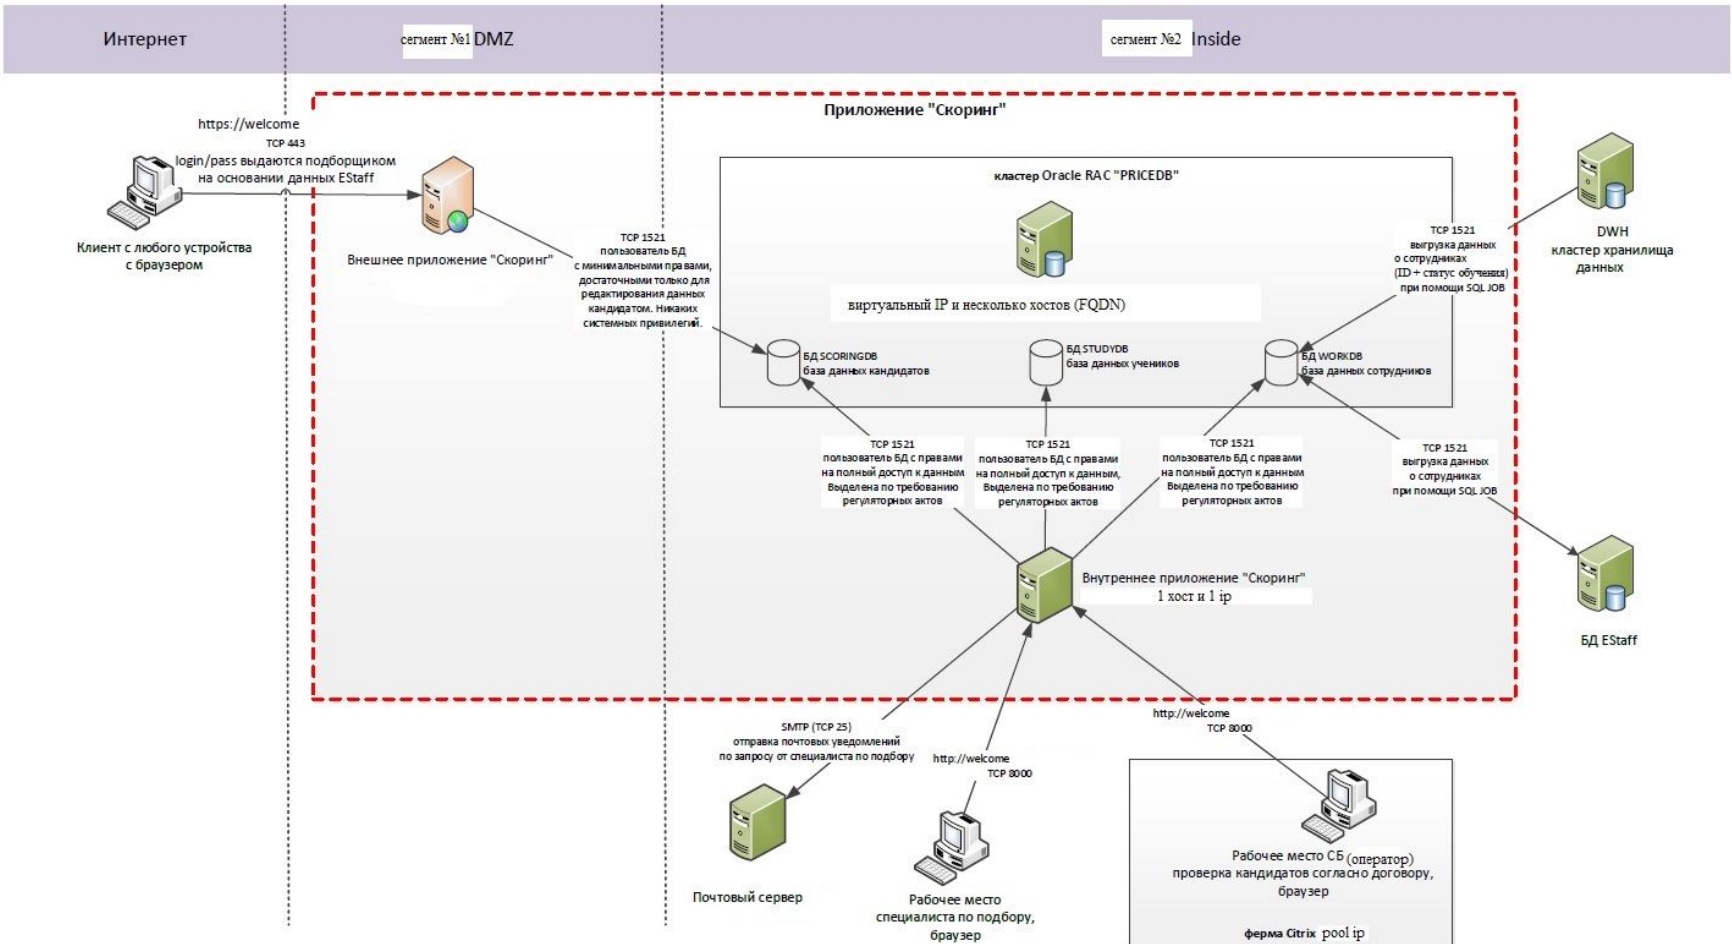 Интернет
сегмент №1 DMZ
сегмент №2 Inside
Приложение "Скоринг"
https://welcome
TCP 443
login/pass выдаются подборщиком
на основании данных EStaff
Клиент с любого устройства
с браузером
Внешнее приложение "Скоринг"
TCP 1521
пользователь БД
с минимальными правами,
достаточными только для
редактирования данных
кандидатом. Никаких
системных привилегий.
кластер Oracle RAC "PRICEDB"
виртуальный IP и несколько хостов (FQDN)
БД SCORINGDB
база данных кандидатов
БД STUDYDB
база данных учеников
БД WORKDB
база данных сотрудников
TCP 1521
выгрузка данных
о сотрудниках
(ID + статус обучения)
при помощи SQL JOB
DWH
кластер хранилища
данных
TCP 1521
пользователь БД с правами
на полный доступ к данным
Выделена по требованию
регуляторных актов
TCP 1521
пользователь БД с правами
на полный доступ к данным,
Выделена по требованию
регуляторных актов
TCP 1521
пользователь БД с правами
на полный доступ к данным
Выделена по требованию
регуляторных актов
TCP 1521
выгрузка данных
о сотрудниках
при помощи SQL JOB
Внутреннее приложение "Скоринг"
1 хост и 1 ip
БД EStaff
SMTP (TCP 25)
отправка почтовых уведомлений
по запросу от специалиста по подбору
http://welcome
TCP 8000
http://welcome
TCP 8000
Почтовый сервер
Рабочее место
специалиста по подбору,
браузер
Рабочее место СБ (оператор)
проверка кандидатов согласно договору,
браузер
ферма Citrix pool ip